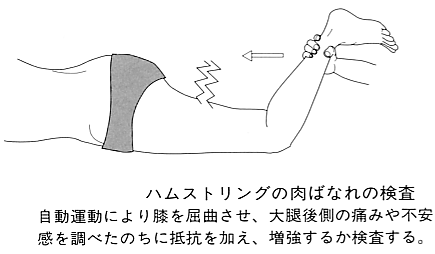 ハムストリングの肉ばなれの検査
自動運動により膝を屈曲させ、大腿後側の痛みや不安
感を調べたのちに抵抗を加え、増強するか検査する。